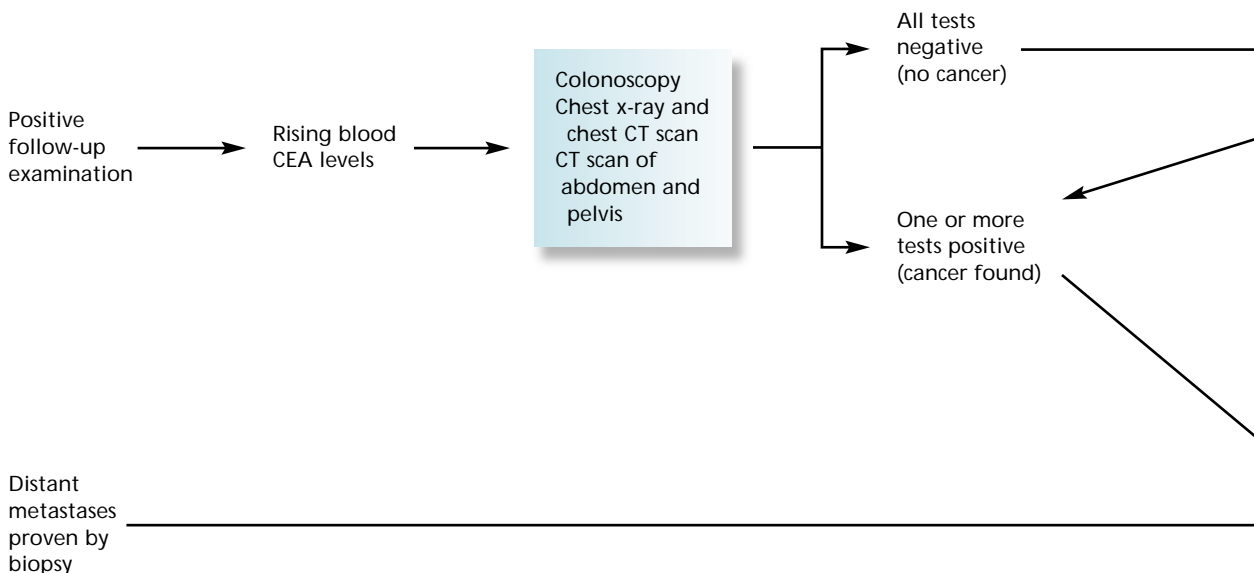 Positive
follow-up
examination
Rising blood
CEA levels
Colonoscopy
Chest x-ray and
chest CT scan
CT scan of
abdomen and
pelvis
All tests
negative
(no cancer)
One or more
tests positive
(cancer found)
Distant
metastases
proven by
biopsy